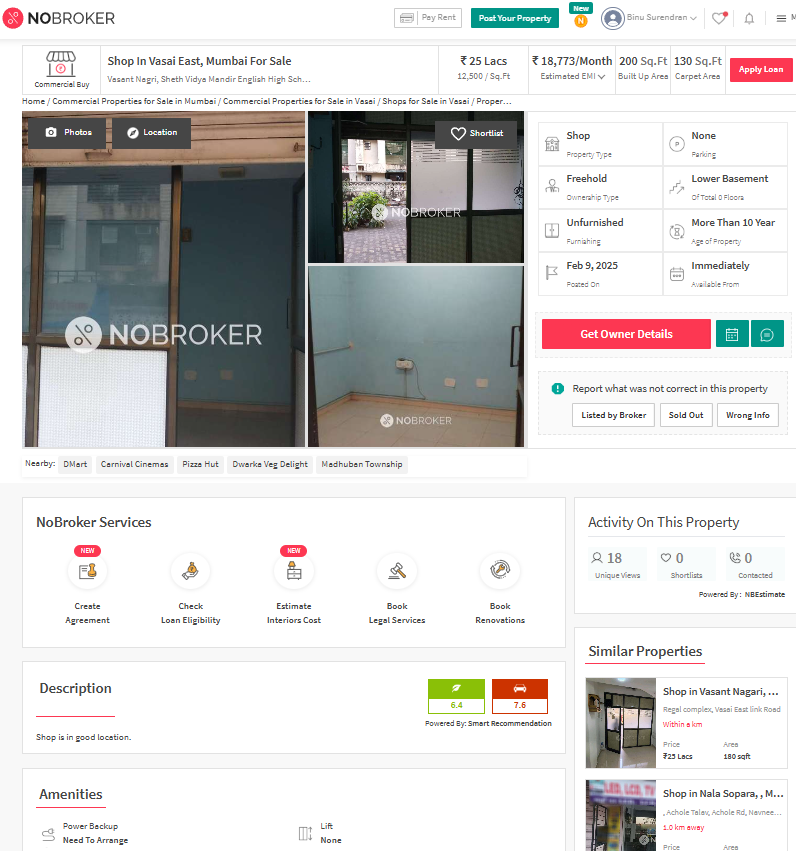 NOBROKER
Pay Rent
Post Your Property
New
N
Binu Surendran
M
Commercial Buy
Shop In Vasai East, Mumbai For Sale
Vasant Nagri, Sheth Vidya Mandir English High Sch...
₹ 25 Lacs
12,500 / Sq.Ft
₹ 18,773/Month
Estimated EMI
200 Sq.Ft
Built Up Area
130 Sq.Ft
Carpet Area
Apply Loan
Home / Commercial Properties for Sale in Mumbai / Commercial Properties for Sale in Vasai / Shops for Sale in Vasai / Proper...
Photos
Location
Shortlist
NOBROKER
NOBROKER
NOBROKER
Shop
Property Type
P
None
Parking
Freehold
Ownership Type
Lower Basement
Of Total 0 Floors
Unfurnished
Furnishing
More Than 10 Year
Age of Property
Feb 9, 2025
Posted On
Immediately
Available From
Get Owner Details
Report what was not correct in this property
Listed by Broker
Sold Out
Wrong Info
Nearby:
DMart
Carnival Cinemas
Pizza Hut
Dwarka Veg Delight
Madhuban Township
NoBroker Services
NEW
Create
Agreement
Check
Loan Eligibility
NEW
Estimate
Interiors Cost
Book
Legal Services
Book
Renovations
Activity On This Property
18
Unique Views
0
Shortlists
0
Contacted
Powered By : NBEstimate
Description
6.4
7.6
Powered By: Smart Recommendation
Shop is in good location.
Similar Properties
Shop in Vasant Nagari, ...
Regal complex, Vasai East link Road
Within a km
Price
₹25 Lacs
Area
180 sqft
Shop in Nala Sopara, , M...
, Achole Talav, Achole Rd, Navnee...
1.0 km away
Price
Area
LED, LCD, TV
Amenities
Power Backup
Need To Arrange
Lift
None